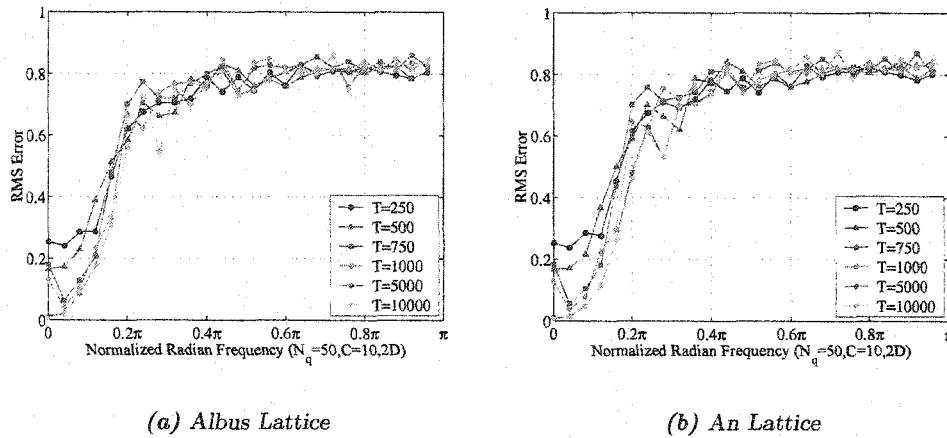 1
0.8
0.6
0.4
0.2
0
RMS Error
0 0.2π 0.4π 0.6π 0.8π π
Normalized Radian Frequency (N_q=50,C=10,2D)
T=250
T=500
T=750
T=1000
T=5000
T=10000
(a) Albus Lattice
1
0.8
0.6
0.4
0.2
0
RMS Error
0 0.2π 0.4π 0.6π 0.8π π
Normalized Radian Frequency (N_q=50,C=10,2D)
T=250
T=500
T=750
T=1000
T=5000
T=10000
(b) An Lattice